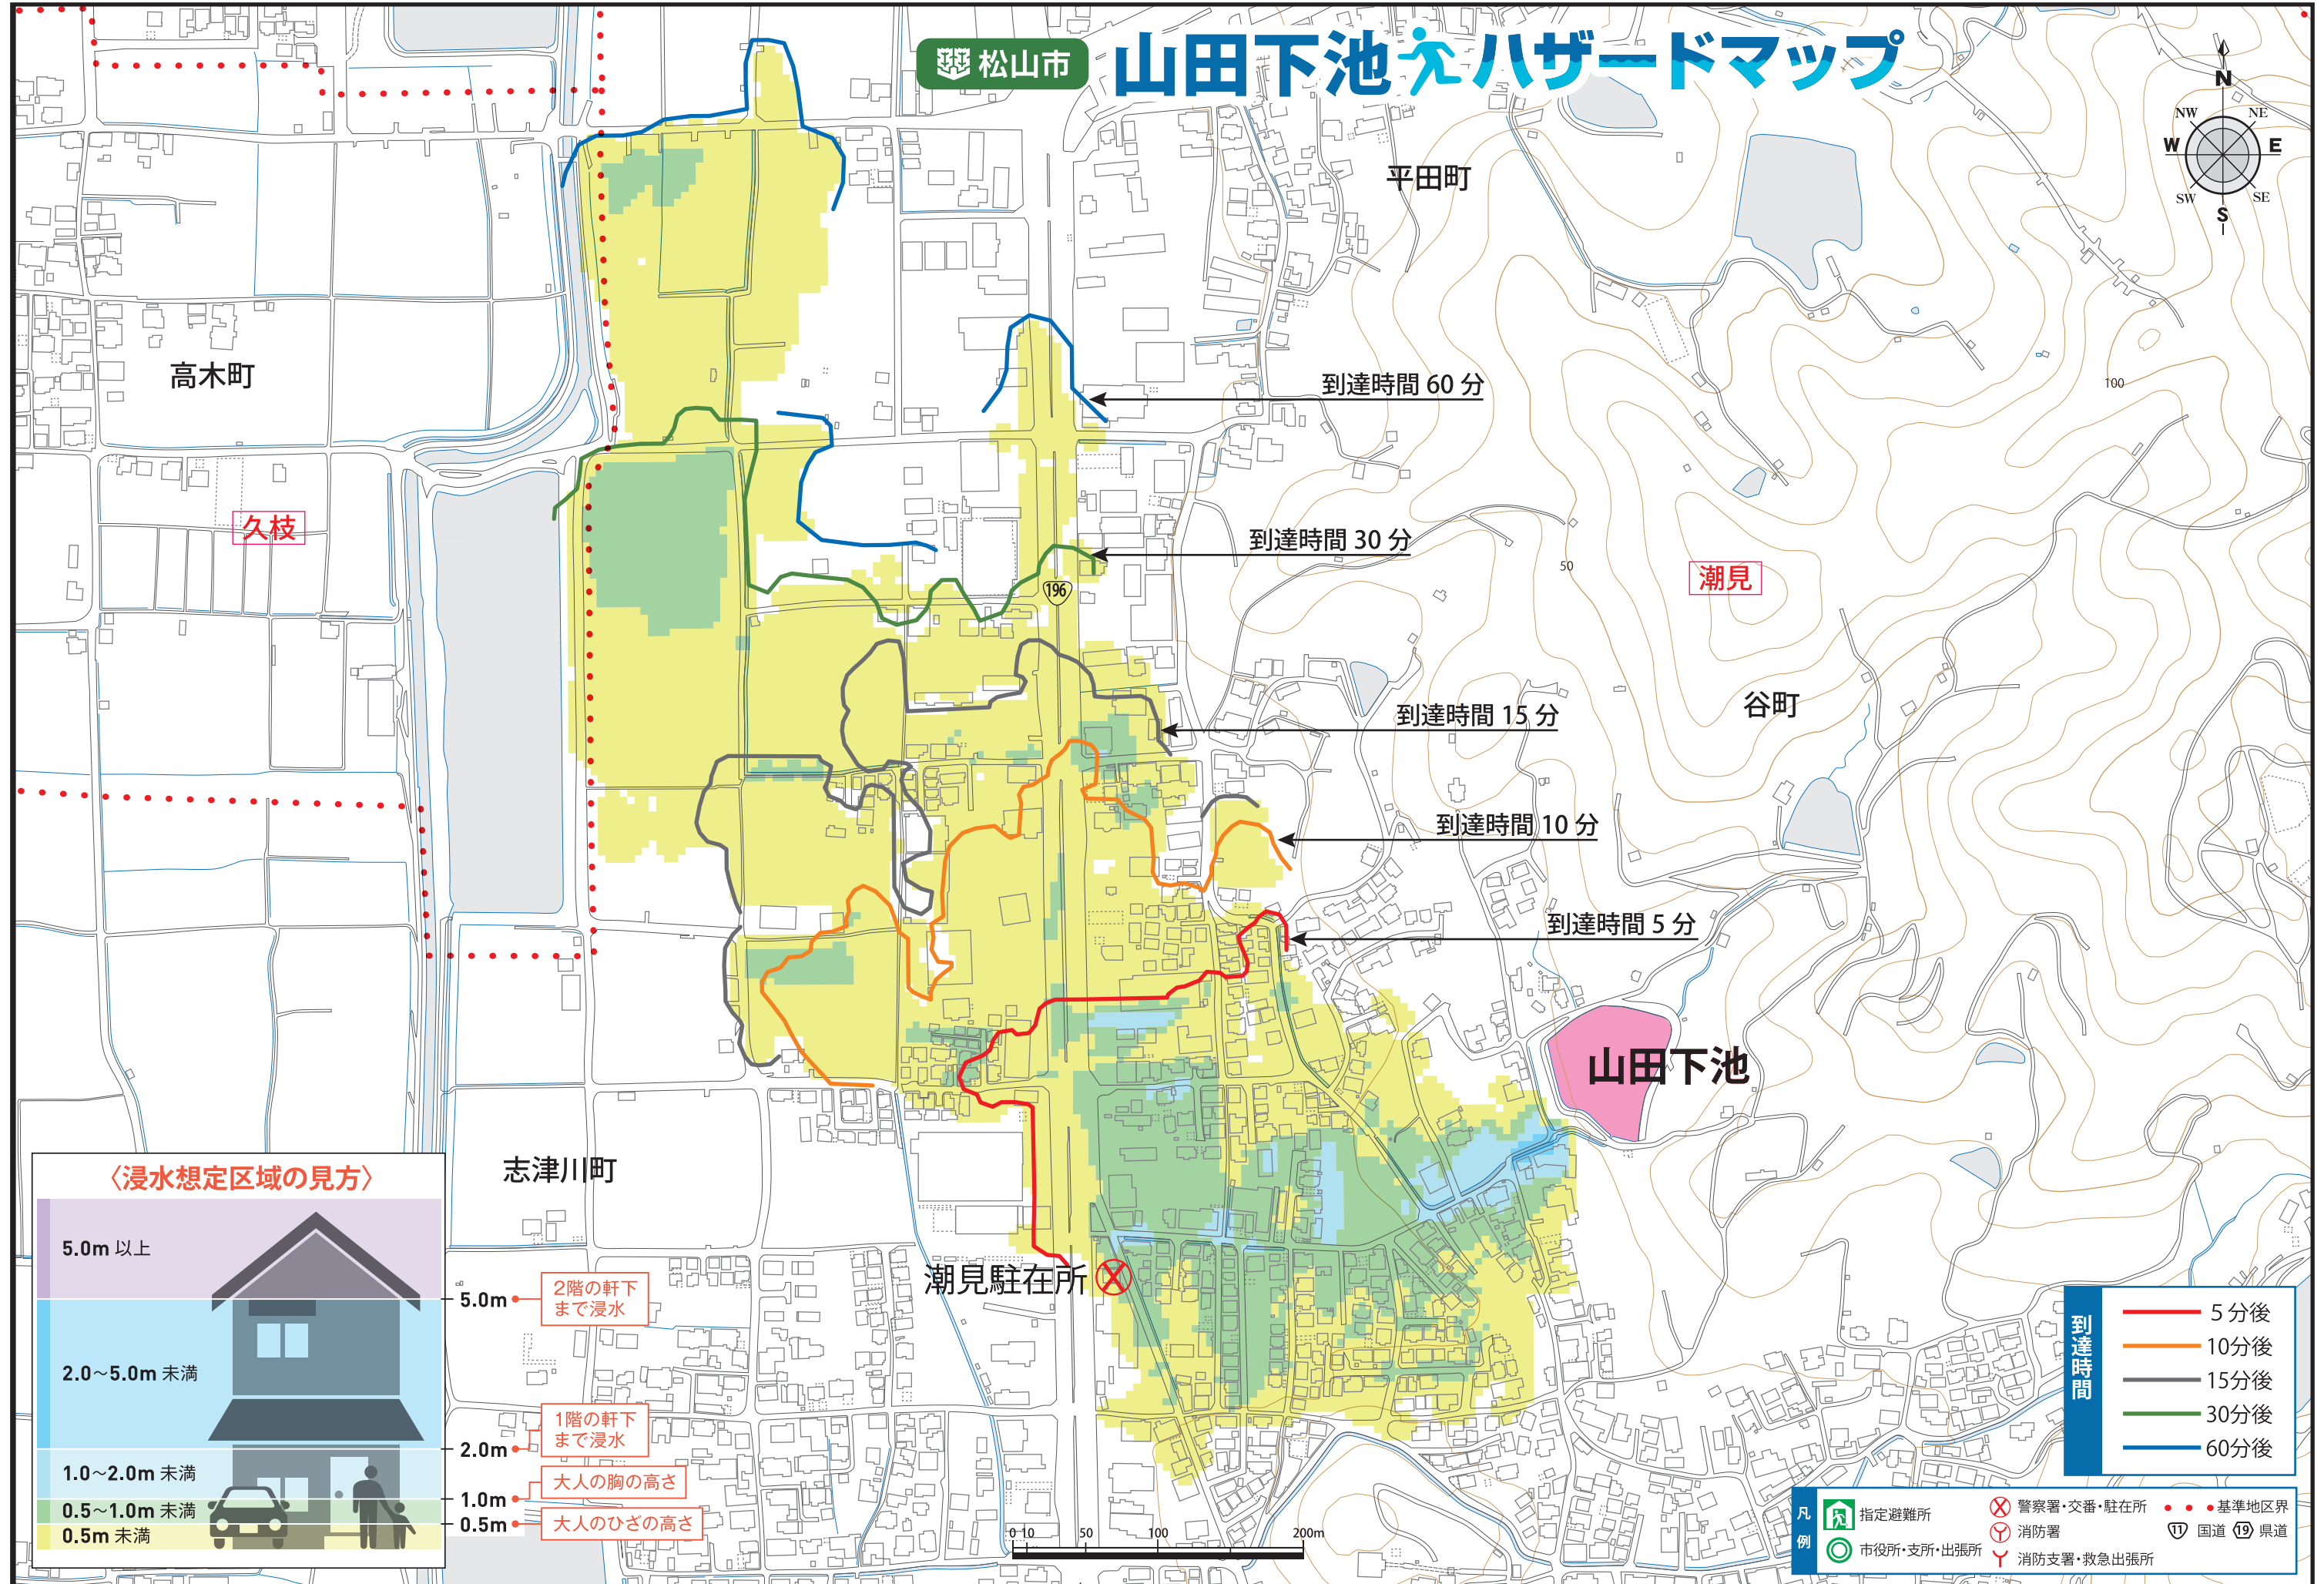 松山市
山田下池ハザードマップ
N
NW
NE
W
E
SW
SE
S
平田町
高木町
到達時間 60 分
100
久枝
到達時間 30 分
50
潮見
196
谷町
到達時間 15 分
到達時間 10 分
到達時間 5 分
山田下池
志津川町
潮見駐在所
〈浸水想定区域の見方〉
5.0m 以上
2.0〜5.0m 未満
1.0〜2.0m 未満
0.5〜1.0m 未満
0.5m 未満
5.0m
2階の軒下
まで浸水
2.0m
1階の軒下
まで浸水
1.0m
大人の胸の高さ
0.5m
大人のひざの高さ
0 10 50 100 200m
到達時間
5分後
10分後
15分後
30分後
60分後
凡例
指定避難所
市役所・支所・出張所
警察署・交番・駐在所
消防署
消防支署・救急出張所
基準地区界
11 国道 19 県道